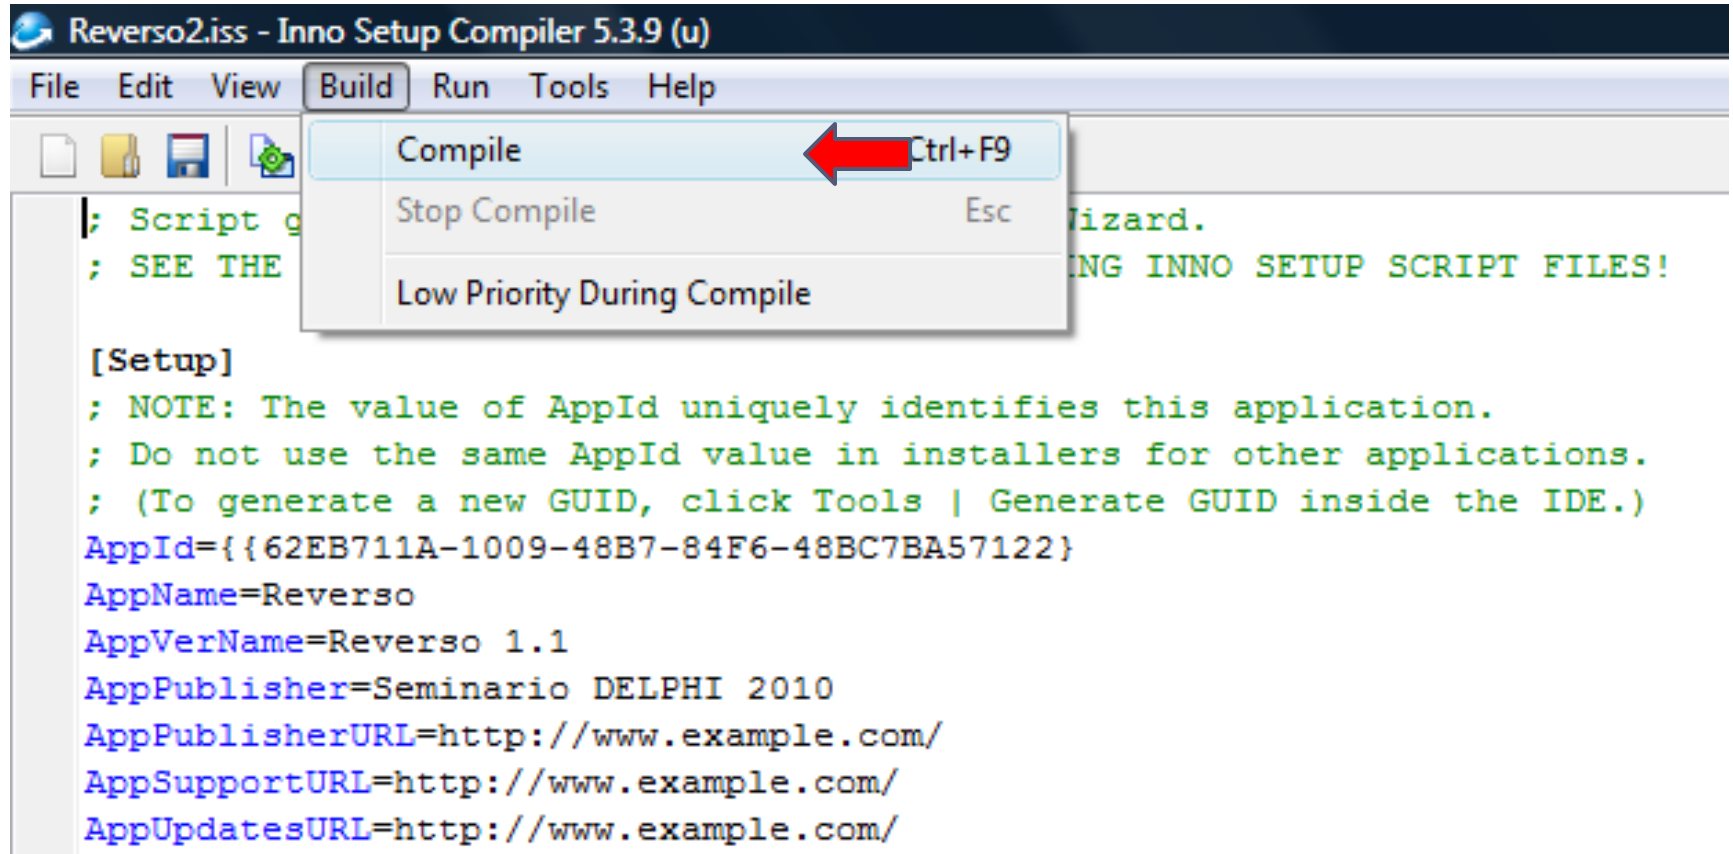 Reverso2.iss - Inno Setup Compiler 5.3.9 (u)
File Edit View Build Run Tools Help
Compile Ctrl+F9
Stop Compile Esc
Low Priority During Compile
; Script
; SEE THE INNO SETUP SCRIPT FILES!
[Setup]
; NOTE: The value of AppId uniquely identifies this application.
; Do not use the same AppId value in installers for other applications.
; (To generate a new GUID, click Tools | Generate GUID inside the IDE.)
AppId={{62EB711A-1009-48B7-84F6-48BC7BA57122}
AppName=Reverso
AppVerName=Reverso 1.1
AppPublisher=Seminario DELPHI 2010
AppPublisherURL=http://www.example.com/
AppSupportURL=http://www.example.com/
AppUpdatesURL=http://www.example.com/